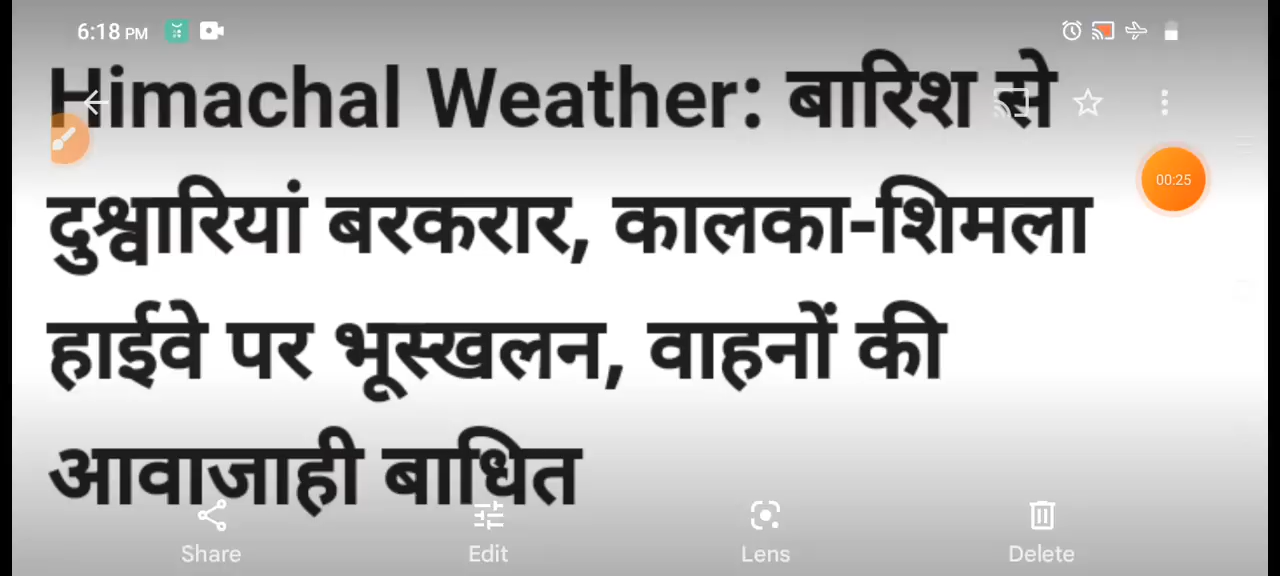 6:18 PM
Himachal Weather: बारिश से
00:25
दुश्वारियां बरकरार, कालका-शिमला
हाईवे पर भूस्खलन, वाहनों की
आवाजाही बाधित
Share Edit Lens Delete